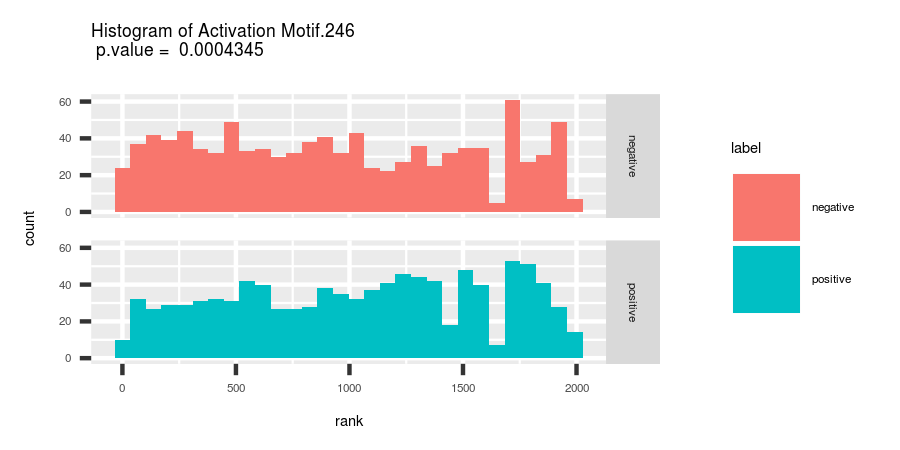 Histogram of Activation Motif.246
p.value =  0.0004345
count
60
40
20
0
negative
60
40
20
0
positive
0 500 1000 1500 2000
rank
label
negative
positive